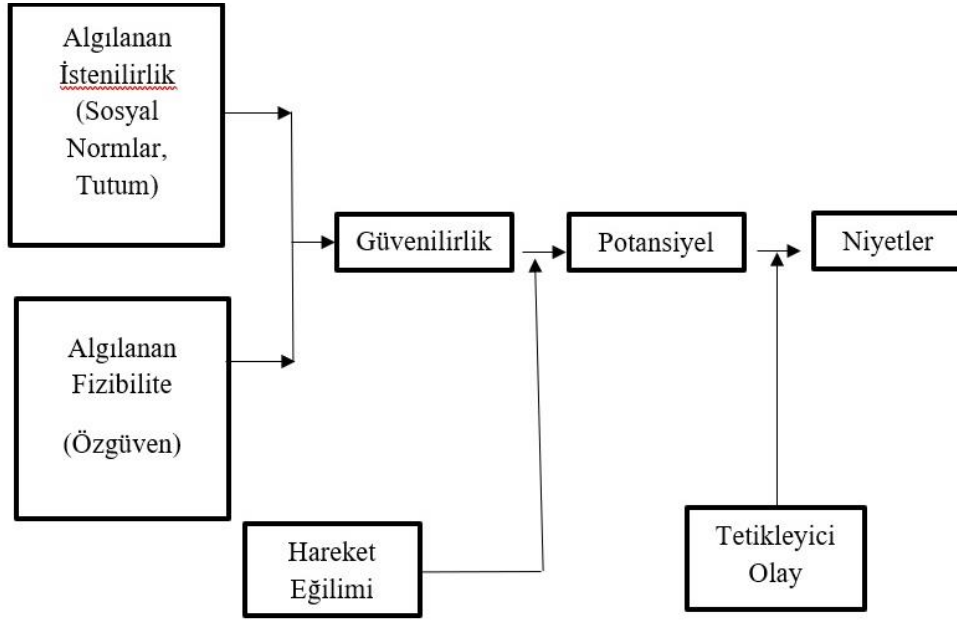 Algılanan
İstenilirlik
(Sosyal
Normlar,
Tutum)
Güvenilirlik
Potansiyel
Niyetler
Algılanan
Fizibilite
(Özgüven)
Hareket
Eğilimi
Tetikleyici
Olay